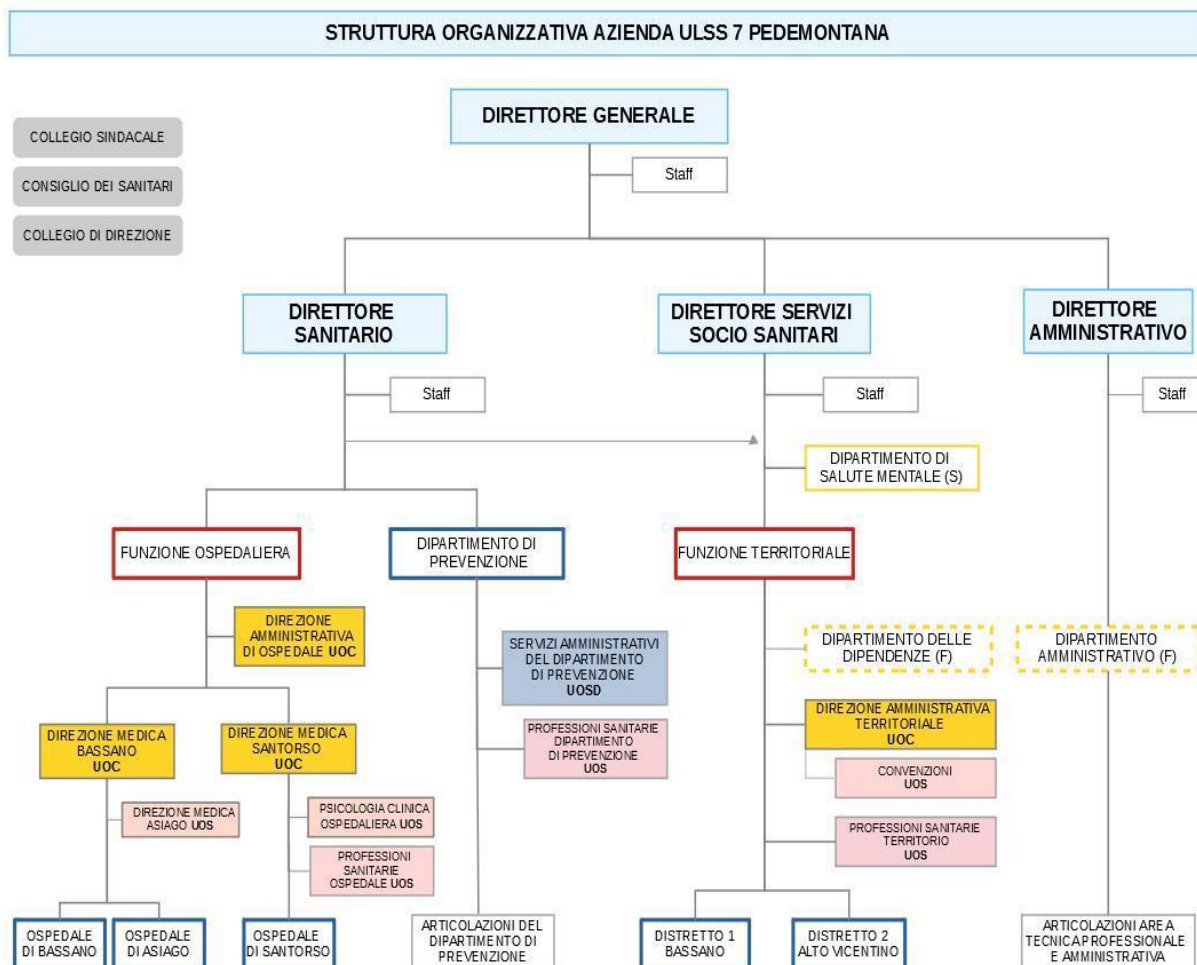 STRUTTURA ORGANIZZATIVA AZIENDA ULSS 7 PEDEMONTANA
DIRETTORE GENERALE
COLLEGIO SINDACALE
CONSIGLIO DEI SANITARI
COLLEGIO DI DIREZIONE
Staff
DIRETTORE
SANITARIO
DIRETTORE SERVIZI
SOCIO SANITARI
DIRETTORE
AMMINISTRATIVO
Staff
Staff
Staff
DIPARTIMENTO DI
SALUTE MENTALE (S)
FUNZIONE OSPEDALIERA
DIPARTIMENTO DI
PREVENZIONE
FUNZIONE TERRITORIALE
DIREZIONE
AMMINISTRATIVA
DI OSPEDALE UOC
SERVIZI AMMINISTRATIVI
DEL DIPARTIMENTO
DI PREVENZIONE
UOSD
DIPARTIMENTO DELLE
DIPENDENZE (F)
DIPARTIMENTO
AMMINISTRATIVO (F)
DIREZIONE MEDICA
BASSANO
UOC
DIREZIONE MEDICA
SANTORSO
UOC
PROFESSIONI SANITARIE
DIPARTIMENTO
DI PREVENZIONE
UOS
DIREZIONE AMMINISTRATIVA
TERRITORIALE
UOC
CONVENZIONI
UOS
DIREZIONE MEDICA
ASIAGO UOS
PSICOLOGIA CLINICA
OSPEDALIERA UOS
PROFESSIONI SANITARIE
TERRITORIO
UOS
PROFESSIONI
SANITARIE
OSPEDALE UOS
OSPEDALE
DI BASSANO
OSPEDALE
DI ASIAGO
OSPEDALE
DI SANTORSO
ARTICOLAZIONI DEL
DIPARTIMENTO DI
PREVENZIONE
DISTRETTO 1
BASSANO
DISTRETTO 2
ALTO VICENTINO
ARTICOLAZIONI AREA
TECNICA PROFESSIONALE
E AMMINISTRATIVA